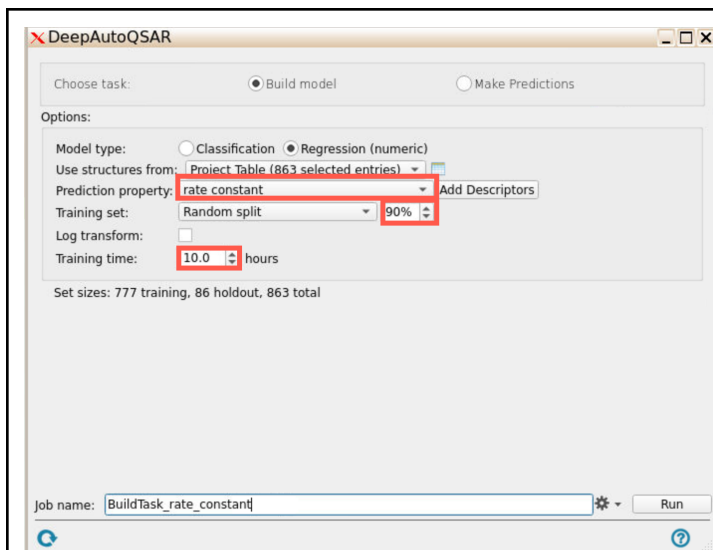 DeepAutoQSAR
Choose task: Build model Make Predictions
Options:
Model type: Classification Regression (numeric)
Use structures from: Project Table (863 selected entries)
Prediction property: rate constant Add Descriptors
Training set: Random split 90%
Log transform:
Training time: 10.0 hours
Set sizes: 777 training, 86 holdout, 863 total
Job name: BuildTask_rate_constant Run